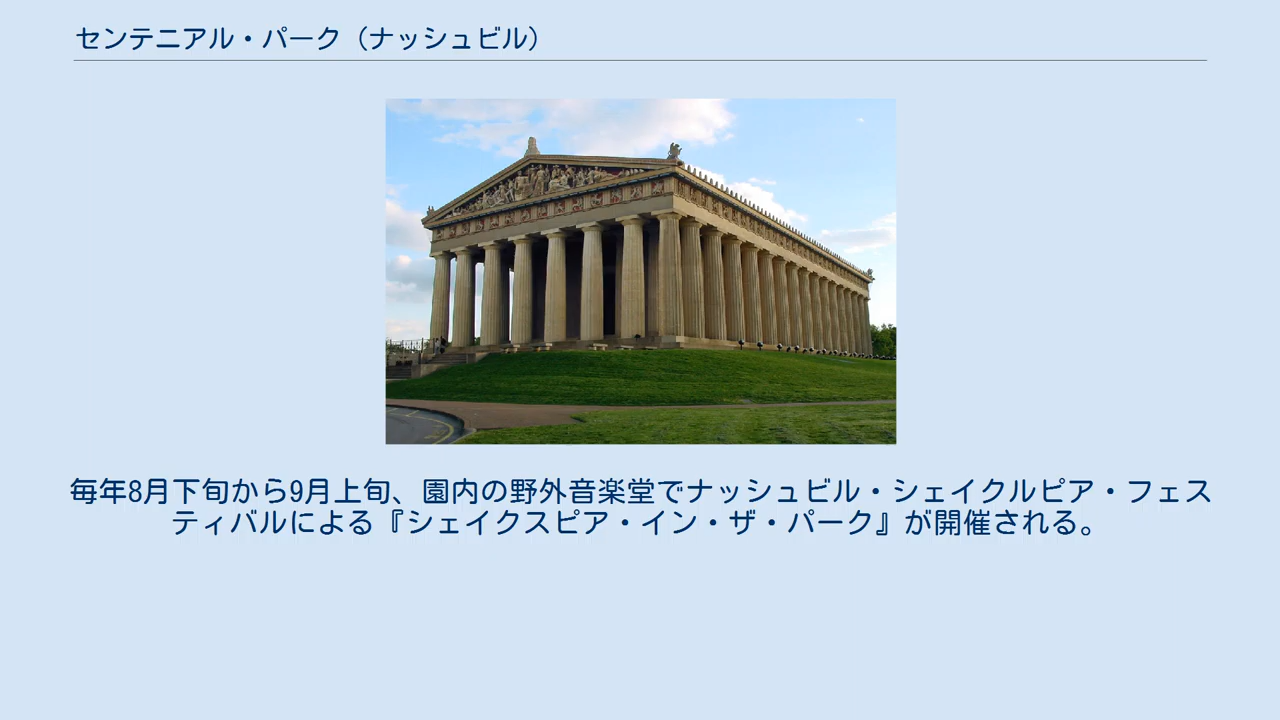 センテニアル・パーク（ナッシュビル）
毎年8月下旬から9月上旬、園内の野外音楽堂でナッシュビル・シェイクルピア・フェス
ティバルによる『シェイクスピア・イン・ザ・パーク』が開催される。